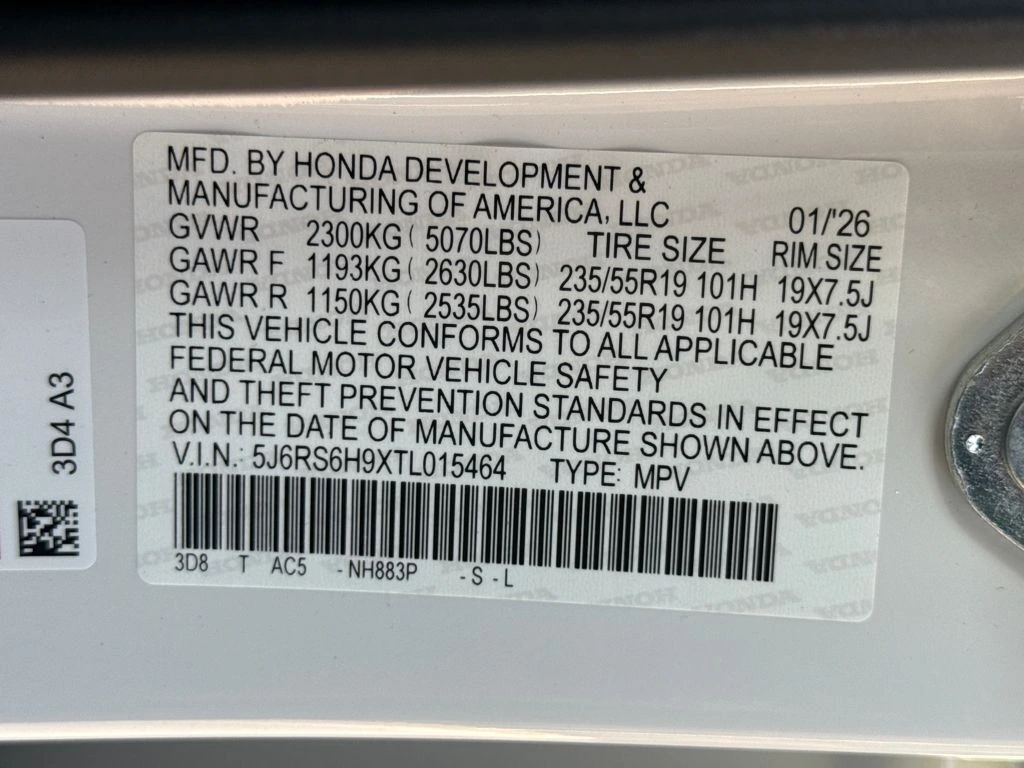 MFD. BY HONDA DEVELOPMENT &
MANUFACTURING OF AMERICA, LLC 01/'26
GVWR 2300KG ( 5070LBS) TIRE SIZE RIM SIZE
GAWR F 1193KG ( 2630LBS) 235/55R19 101H 19X7.5J
GAWR R 1150KG ( 2535LBS) 235/55R19 101H 19X7.5J
THIS VEHICLE CONFORMS TO ALL APPLICABLE
FEDERAL MOTOR VEHICLE SAFETY
AND THEFT PREVENTION STANDARDS IN EFFECT
ON THE DATE OF MANUFACTURE SHOWN ABOVE.
V.I.N.: 5J6RS6H9XTL015464 TYPE: MPV
3D8 T AC5 - NH883P - S - L
3D4 A3